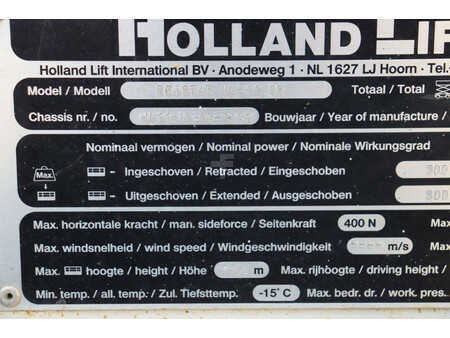 HOLLAND LIF
Holland Lift International BV · Anodeweg 1 · NL 1627 LJ Hoorn · Tel.
Model / Modell Totaal / Total
Chassis nr. / no. Bouwjaar / Year of manufacture /
Nominaal vermogen / Nominal power / Nominale Wirkungsgrad
Max. Ingeschoven / Retracted / Eingeschoben
Uitgeschoven / Extended / Ausgeschoben
Max. horizontale kracht / man. sideforce / Seitenkraft 400 N Max.
Max. windsnelheid / wind speed / Windgeschwindigkeit m/s Ma
Max. hoogte / height / Höhe m Max. rijhoogte / driving height /
Min. temp. / all. temp. / Zul. Tiefsttemp. -15°C Max. bedr. dr. / work. pres.